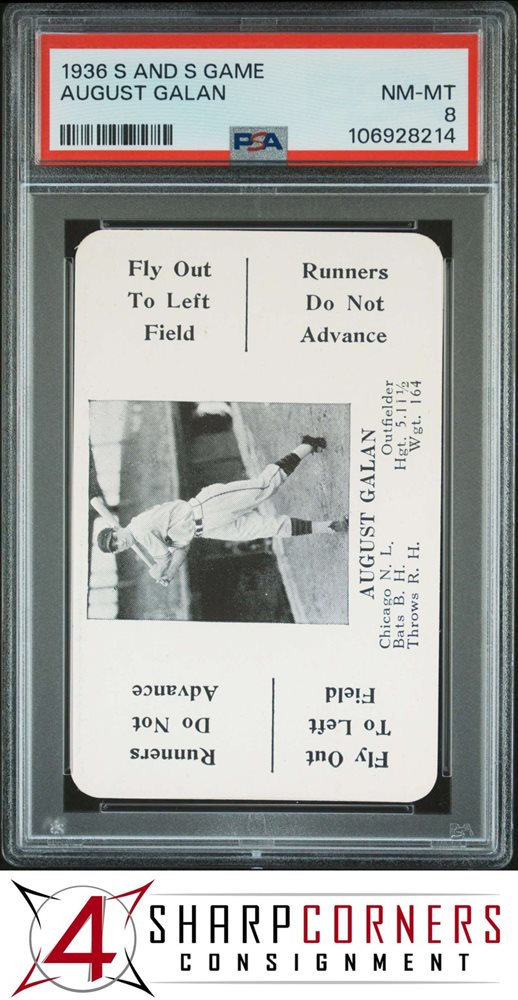 1936 S AND S GAME
AUGUST GALAN
NM-MT
8
106928214
PSA
Fly Out
To Left
Field
Runners
Do Not
Advance
AUGUST GALAN
Chicago N. L.
Outfielder
Bats B. H.
Hgt. 5.11½
Throws R. H.
Wgt. 164
Fly Out
To Left
Field
Runners
Do Not
Advance
PSA
4 SHARPCORNERS
CONSIGNMENT